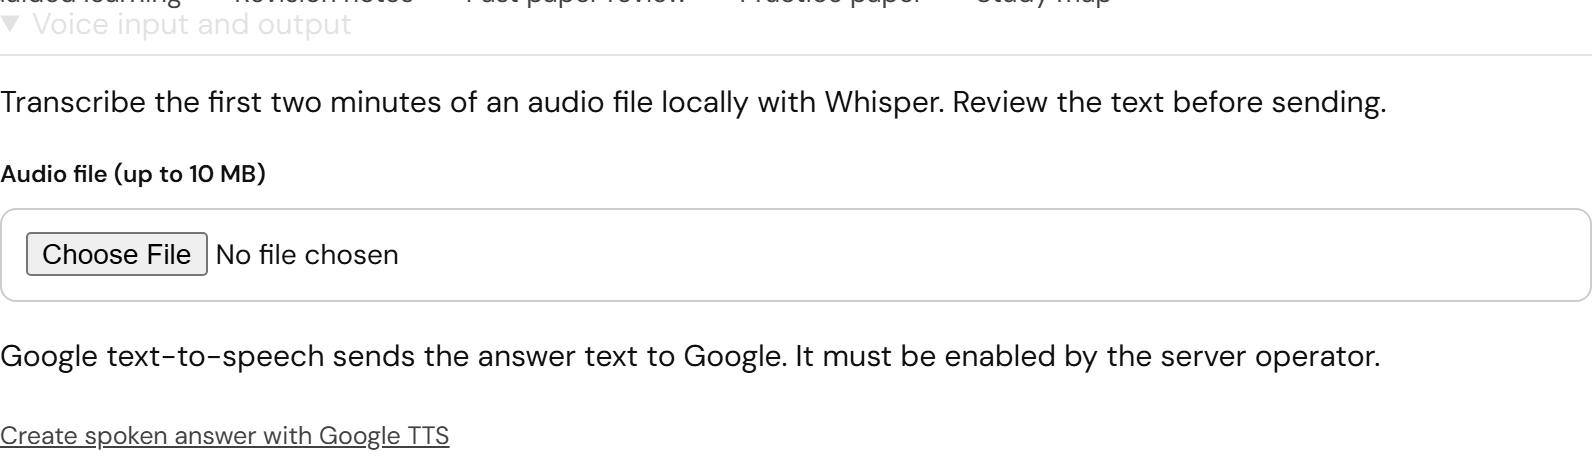 Voice input and output
Transcribe the first two minutes of an audio file locally with Whisper. Review the text before sending.
Audio file (up to 10 MB)
Choose File No file chosen
Google text-to-speech sends the answer text to Google. It must be enabled by the server operator.
Create spoken answer with Google TTS